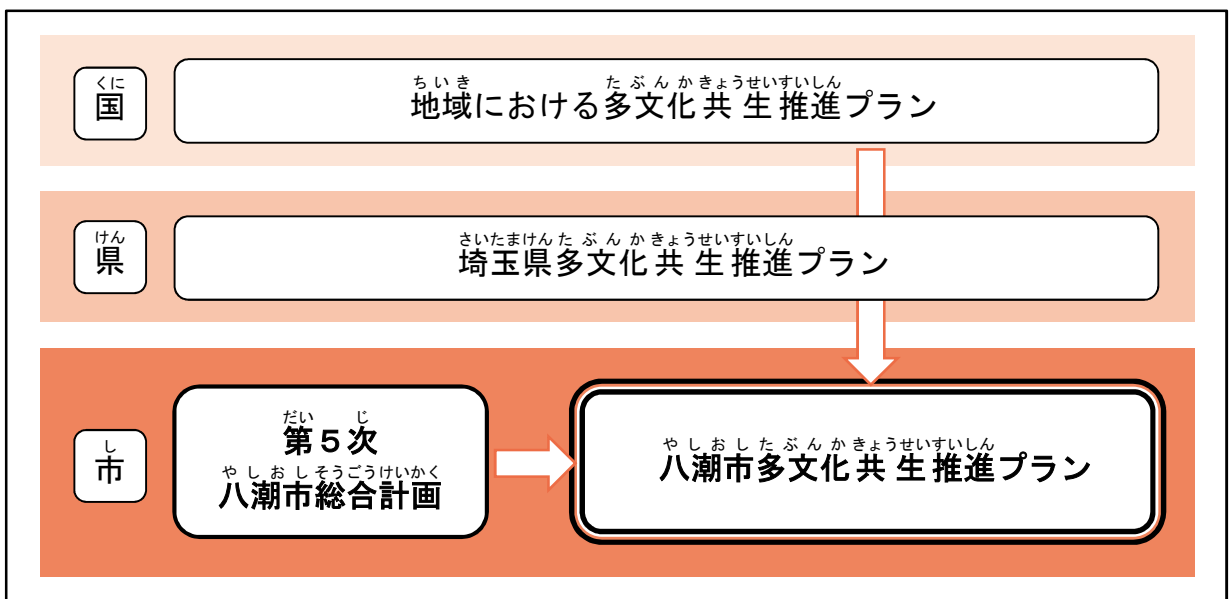 くに
国
ちいき たぶんかきょうせいすいしん
地域における多文化共生推進プラン
けん
県
さいたまけんたぶんかきょうせいすいしん
埼玉県多文化共生推進プラン
し
市
だい じ
第5次
やしおしそうごうけいかく
八潮市総合計画
やしおしたぶんかきょうせいすいしん
八潮市多文化共生推進プラン